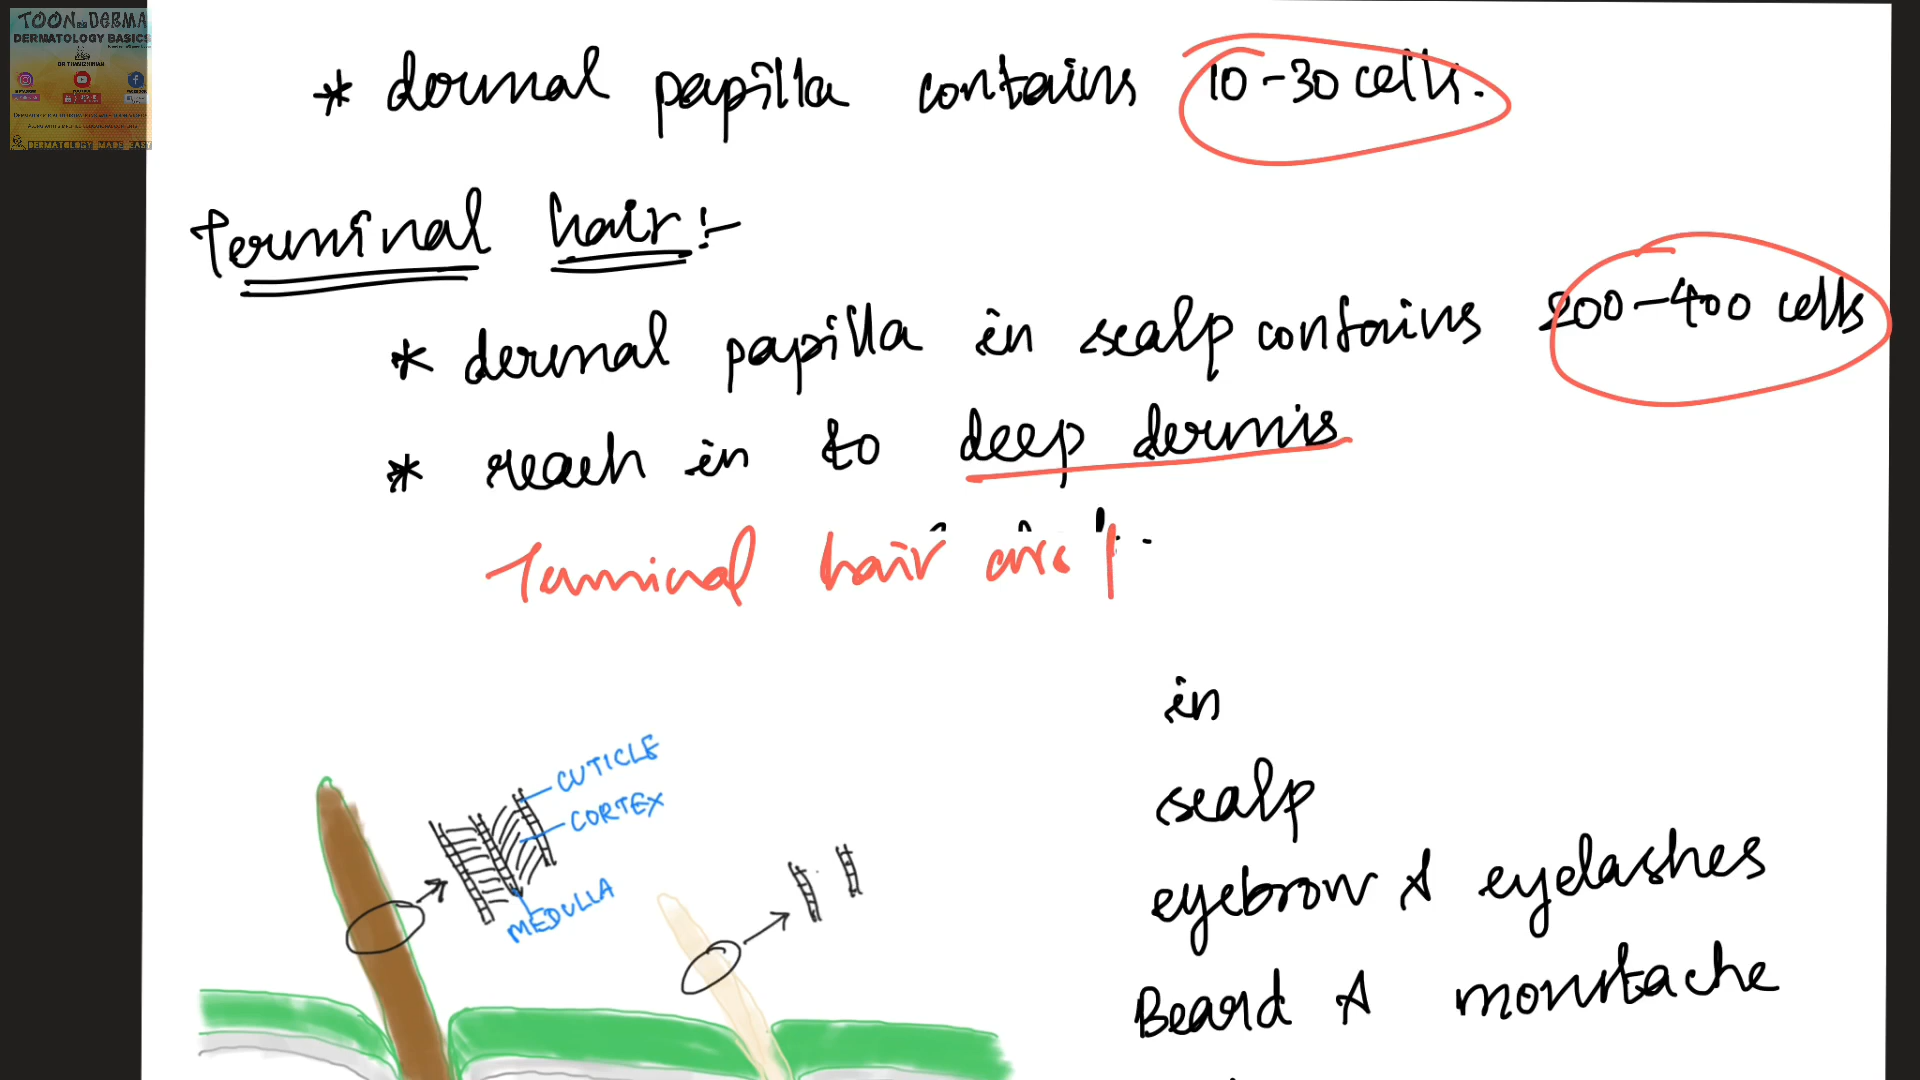 TOON DERMA
DERMATOLOGY BASICS
DERMATOLOGY MADE EASY
* dermal papilla contains 10-30 cells.
Terminal hair:-
* dermal papilla in scalp contains 200-400 cells
* reach in to deep dermis
Terminal hair are
in
scalp
eyebrow & eyelashes
Beard & moustache
CUTICLE
CORTEX
MEDULLA